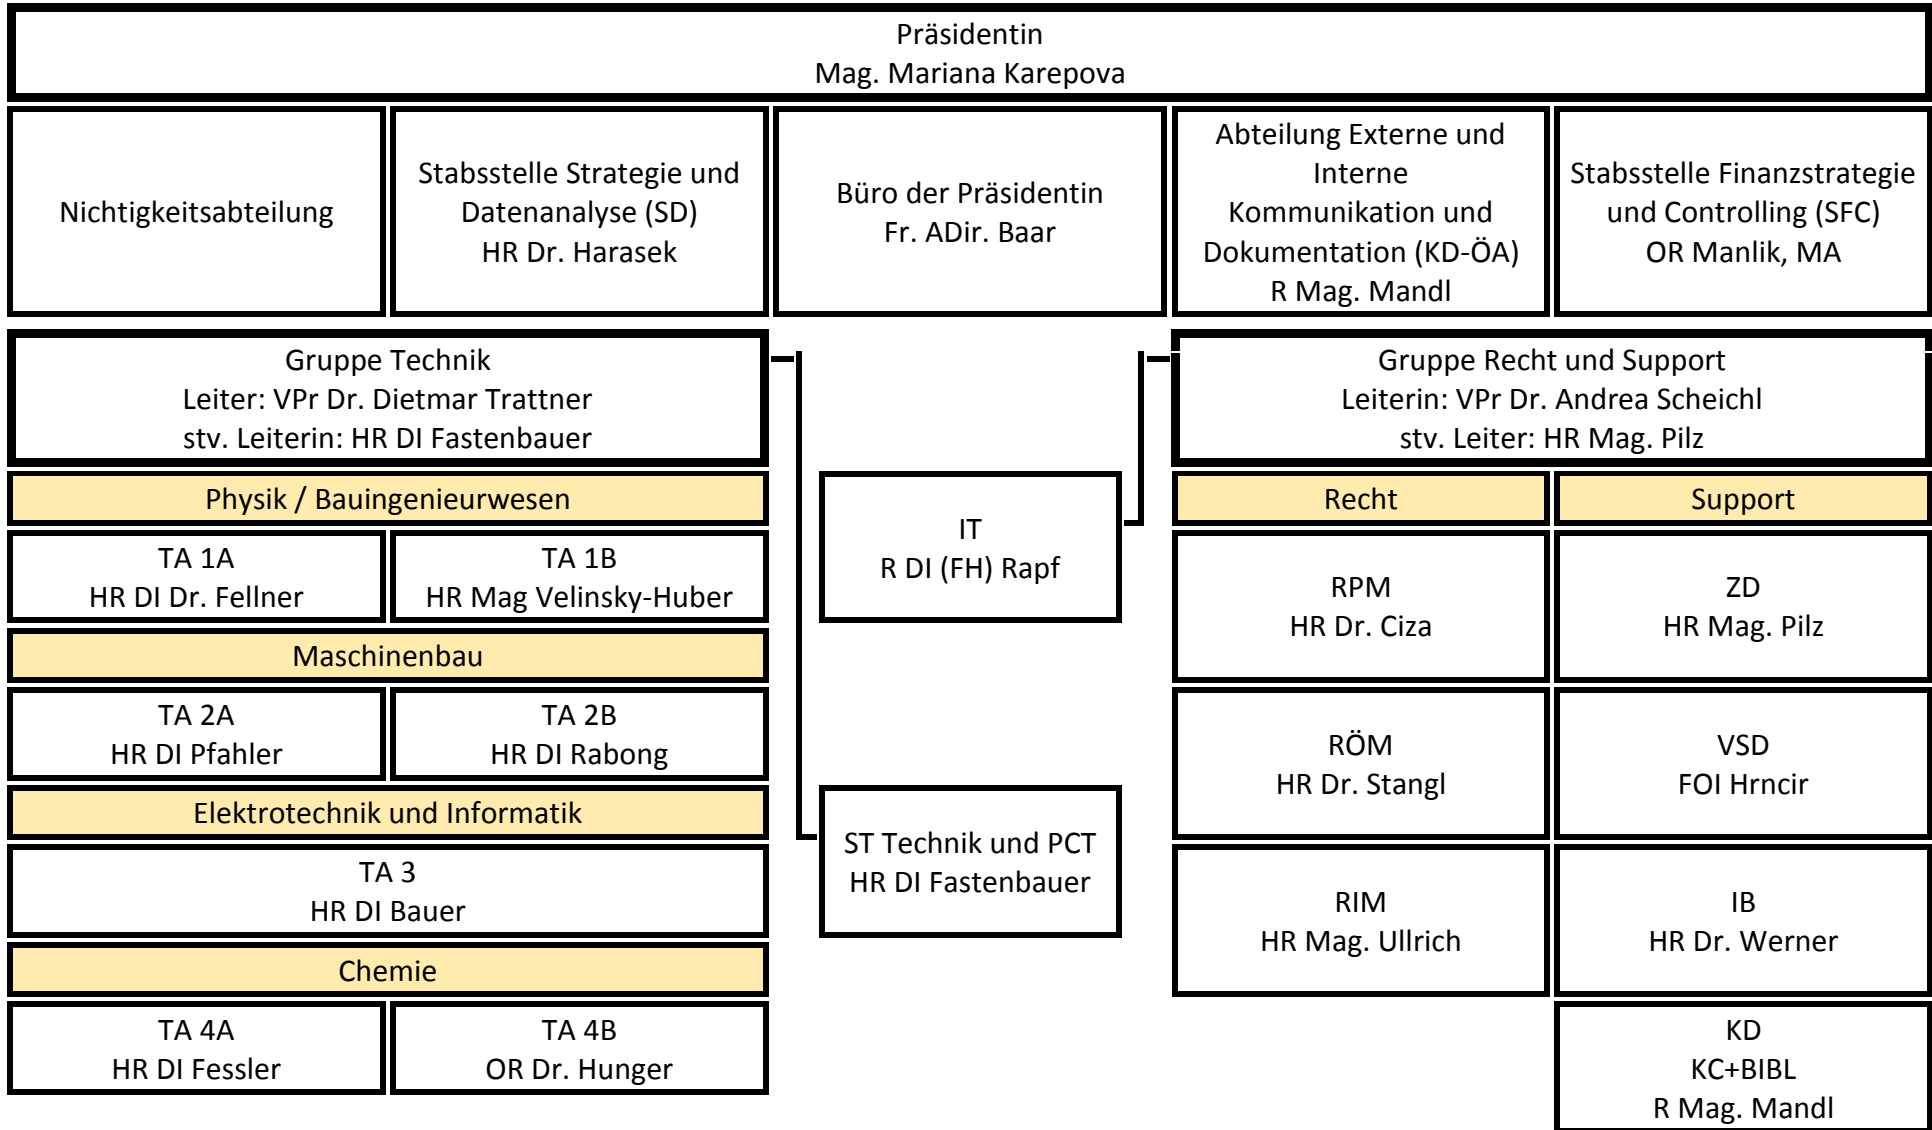 Präsidentin
Mag. Mariana Karepova
Nichtigkeitsabteilung
Stabsstelle Strategie und
Datenanalyse (SD)
HR Dr. Harasek
Büro der Präsidentin
Fr. ADir. Baar
Abteilung Externe und
Interne
Kommunikation und
Dokumentation (KD-ÖA)
R Mag. Mandl
Stabsstelle Finanzstrategie
und Controlling (SFC)
OR Manlik, MA
Gruppe Technik
Leiter: VPr Dr. Dietmar Trattner
stv. Leiterin: HR DI Fastenbauer
Physik / Bauingenieurwesen
TA 1A
HR DI Dr. Fellner
TA 1B
HR Mag Velinsky-Huber
Maschinenbau
TA 2A
HR DI Pfahler
TA 2B
HR DI Rabong
Elektrotechnik und Informatik
TA 3
HR DI Bauer
Chemie
TA 4A
HR DI Fessler
TA 4B
OR Dr. Hunger
IT
R DI (FH) Rapf
ST Technik und PCT
HR DI Fastenbauer
Gruppe Recht und Support
Leiterin: VPr Dr. Andrea Scheichl
stv. Leiter: HR Mag. Pilz
Recht
RPM
HR Dr. Ciza
RÖM
HR Dr. Stangl
RIM
HR Mag. Ullrich
Support
ZD
HR Mag. Pilz
VSD
FOI Hrncir
IB
HR Dr. Werner
KD
KC+BIBL
R Mag. Mandl